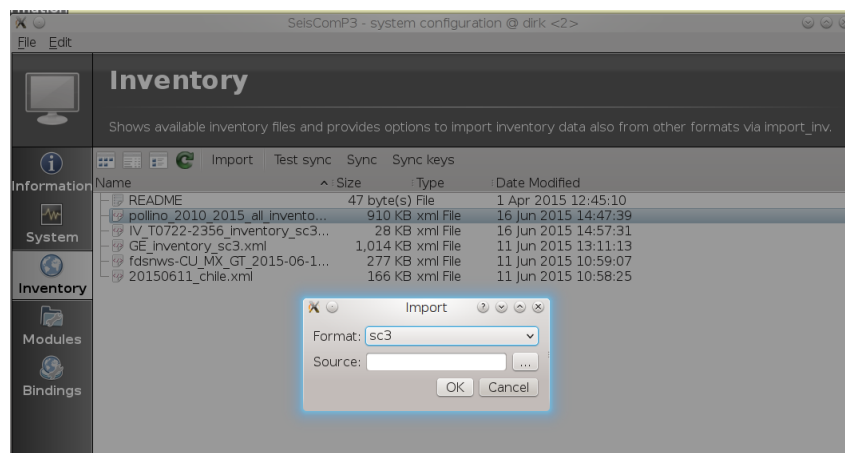 SeisComP3 - system configuration @ dirk <2>
File Edit
Inventory
Shows available inventory files and provides options to import inventory data also from other formats via import_inv.
Information
System
Inventory
Modules
Bindings
Import Test sync Sync Sync keys
Name Size Type Date Modified
README 47 byte(s) File 1 Apr 2015 12:45:10
pollino_2010_2015_all_invento... 910 KB xml File 16 Jun 2015 14:47:39
IV_T0722-2356_inventory_sc3... 28 KB xml File 16 Jun 2015 14:57:31
GE_inventory_sc3.xml 1,014 KB xml File 11 Jun 2015 13:11:13
fdsnws-CU_MX_GT_2015-06-1... 277 KB xml File 11 Jun 2015 10:59:07
20150611_chile.xml 166 KB xml File 11 Jun 2015 10:58:25
Import
Format: sc3
Source: ...
OK Cancel